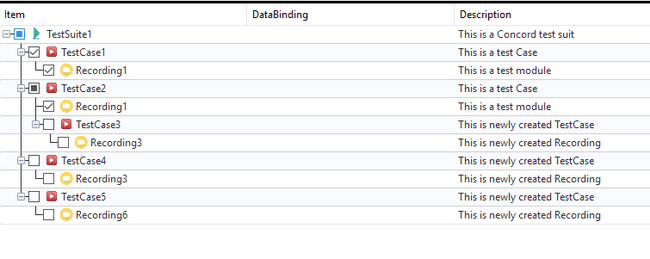 Item DataBinding Description
TestSuite1 This is a Concord test suit
TestCase1 This is a test Case
Recording1 This is a test module
TestCase2 This is a test Case
Recording1 This is a test module
TestCase3 This is newly created TestCase
Recording3 This is newly created Recording
TestCase4 This is newly created TestCase
Recording3 This is newly created Recording
TestCase5 This is newly created TestCase
Recording6 This is newly created Recording